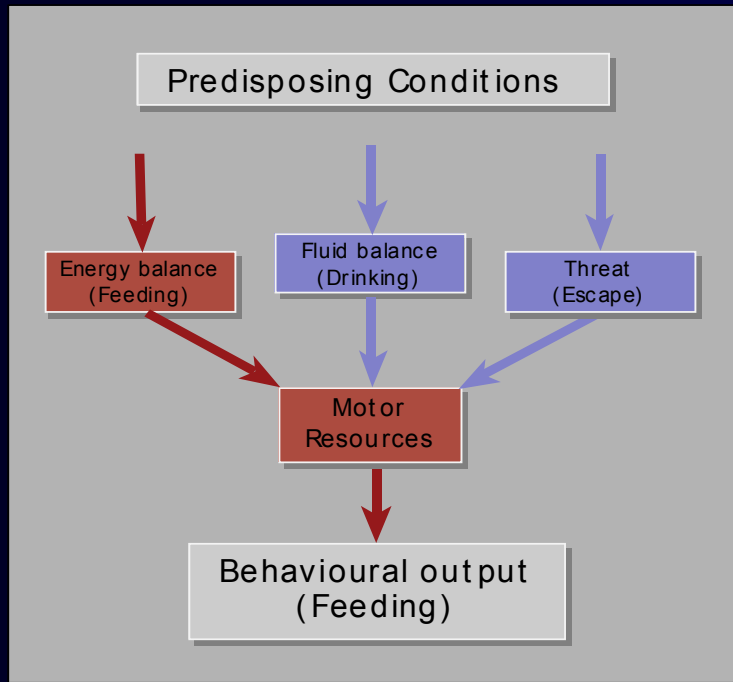 Predisposing Conditions
Energy balance
(Feeding)
Fluid balance
(Drinking)
Threat
(Escape)
Motor
Resources
Behavioural output
(Feeding)